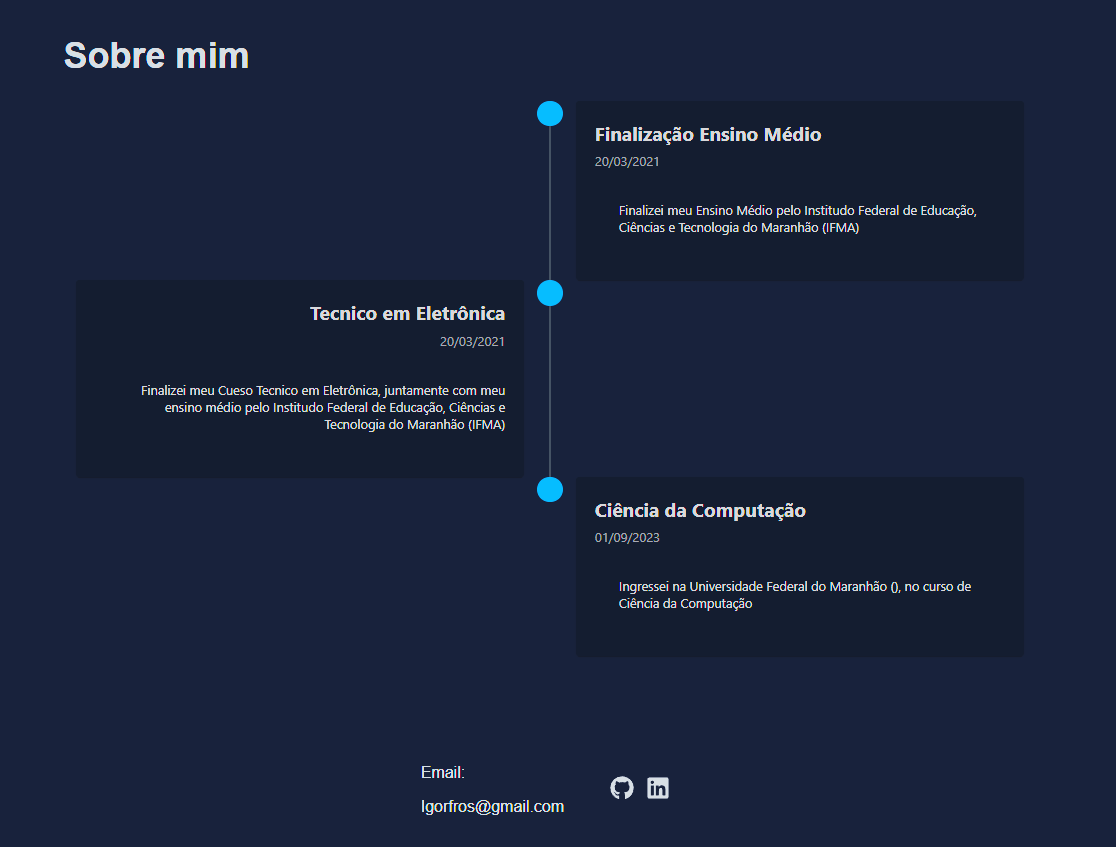 Sobre mim
Finalização Ensino Médio
20/03/2021
Finalizei meu Ensino Médio pelo Institudo Federal de Educação,
Ciências e Tecnologia do Maranhão (IFMA)
Tecnico em Eletrônica
20/03/2021
Finalizei meu Cueso Tecnico em Eletrônica, juntamente com meu
ensino médio pelo Institudo Federal de Educação, Ciências e
Tecnologia do Maranhão (IFMA)
Ciência da Computação
01/09/2023
Ingressei na Universidade Federal do Maranhão (), no curso de
Ciência da Computação
Email:
Igorfros@gmail.com
in